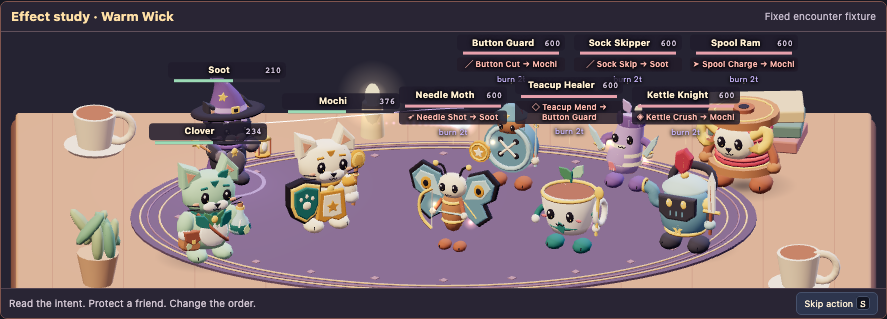 Effect study · Warm Wick
Fixed encounter fixture
Button Guard 600
Button Cut → Mochi
burn 2t
Sock Skipper 600
Sock Skip → Soot
Spool Ram 600
Spool Charge → Mochi
burn 2t
Soot 210
Mochi 376
Needle Moth 600
Needle Shot → Soot
burn 2t
Teacup Healer 600
Teacup Mend →
Button Guard
burn 2t
Kettle Knight 600
Kettle Crush → Mochi
burn 2t
Clover 234
Read the intent. Protect a friend. Change the order.
Skip action S